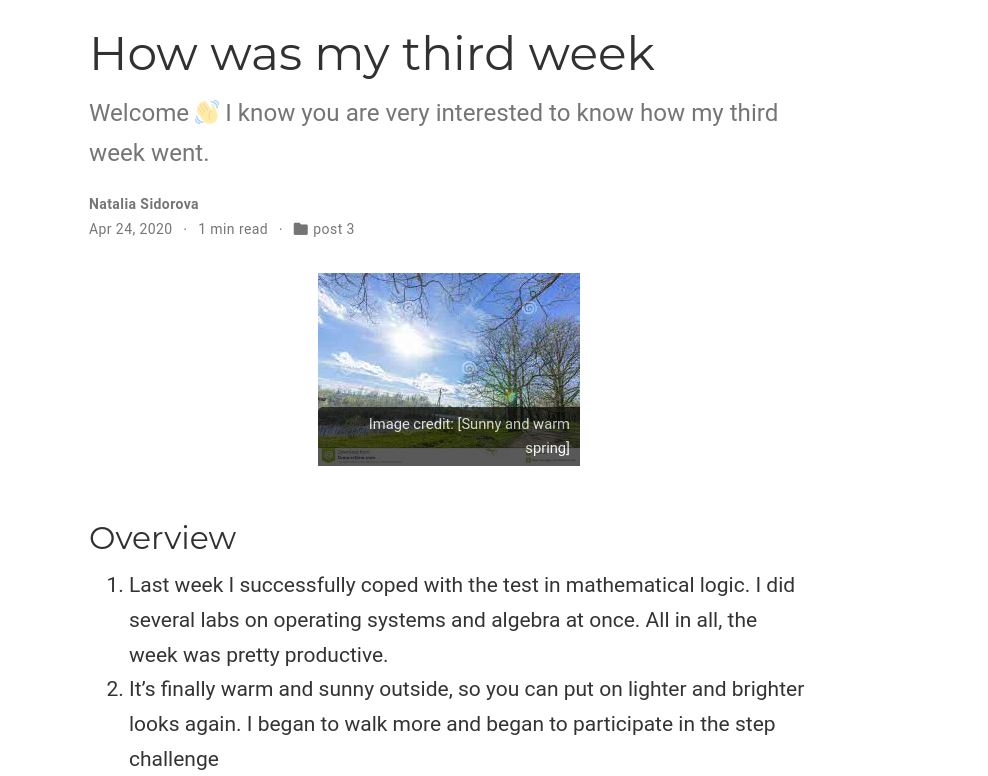 How was my third week
Welcome 👋 I know you are very interested to know how my third
week went.
Natalia Sidorova
Apr 24, 2020 · 1 min read · post 3
Image credit: [Sunny and warm
spring]
Overview
1. Last week I successfully coped with the test in mathematical logic. I did
several labs on operating systems and algebra at once. All in all, the
week was pretty productive.
2. It’s finally warm and sunny outside, so you can put on lighter and brighter
looks again. I began to walk more and began to participate in the step
challenge